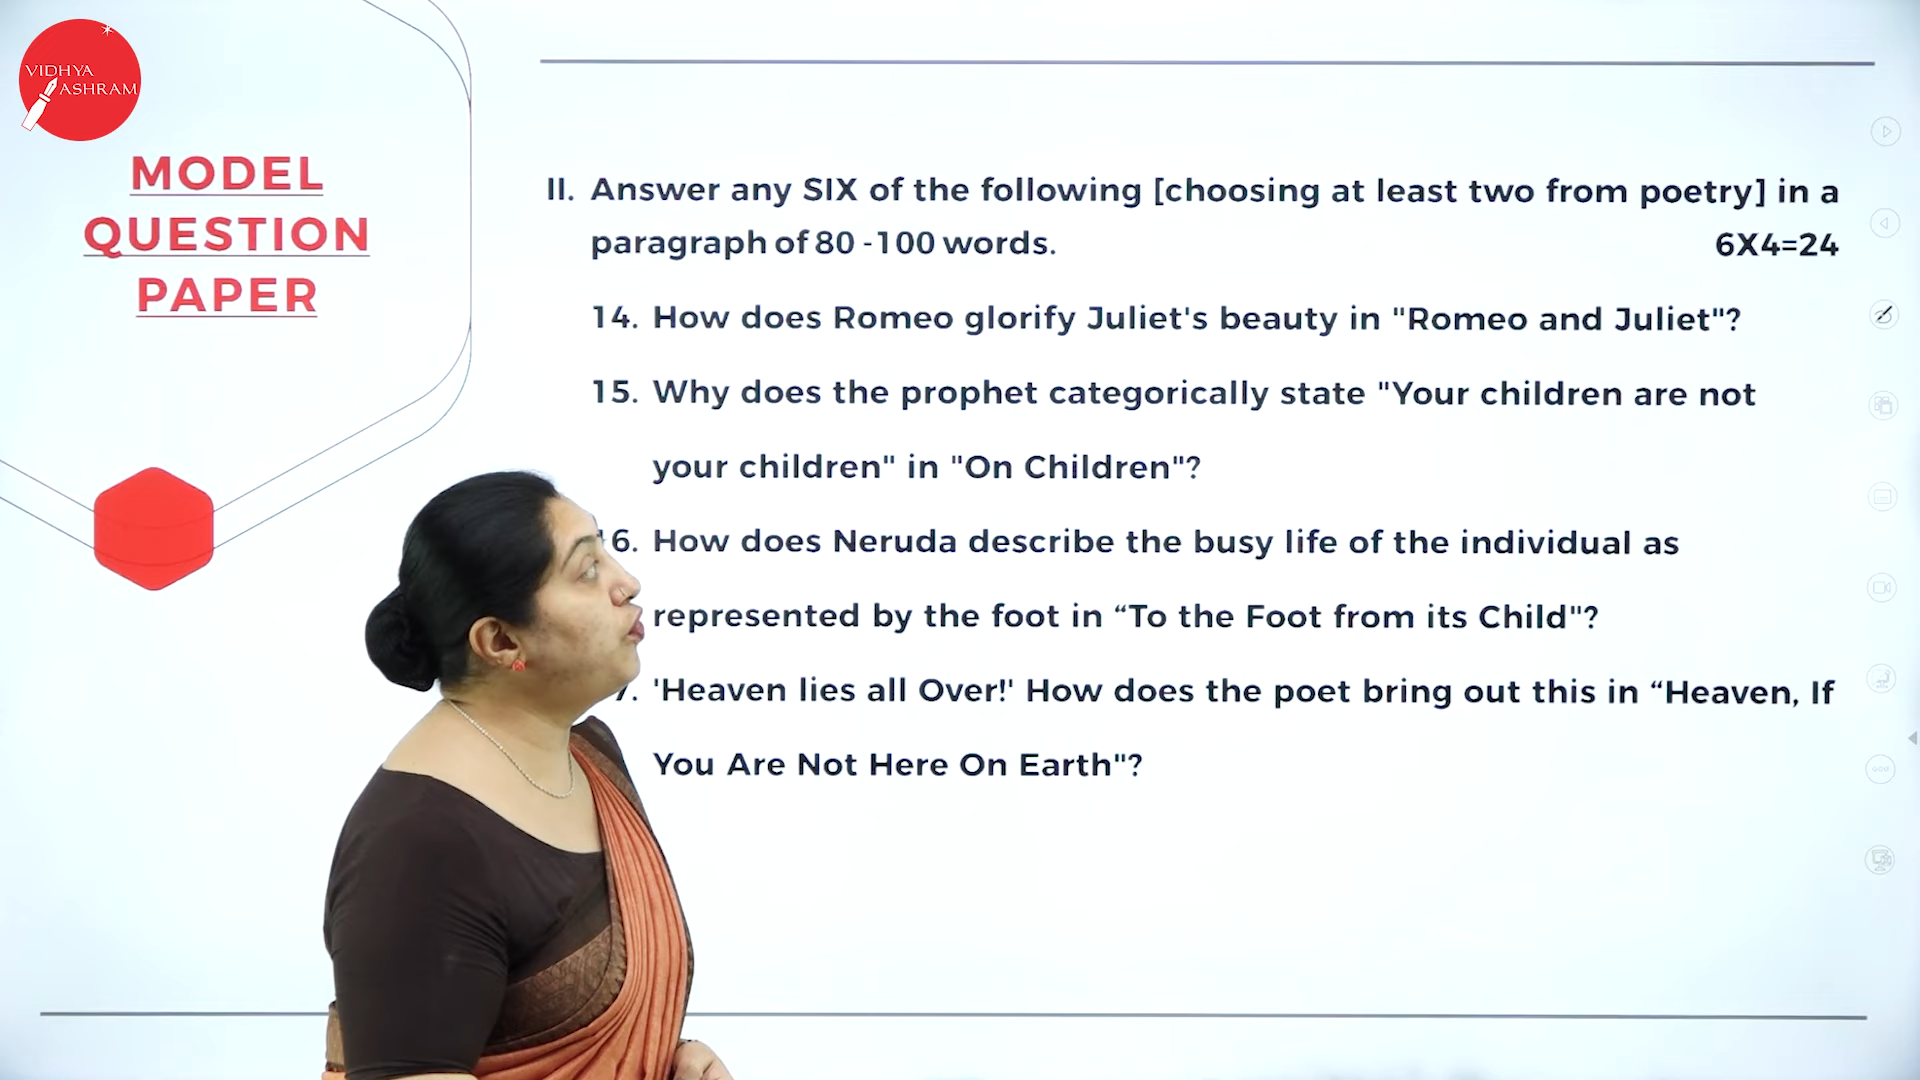 VIDHYA
ASHRAM
MODEL
QUESTION
PAPER
II. Answer any SIX of the following [choosing at least two from poetry] in a
paragraph of 80 -100 words. 6X4=24
14. How does Romeo glorify Juliet's beauty in "Romeo and Juliet"?
15. Why does the prophet categorically state "Your children are not
your children" in "On Children"?
6. How does Neruda describe the busy life of the individual as
represented by the foot in “To the Foot from its Child"?
'Heaven lies all Over!' How does the poet bring out this in “Heaven, If
You Are Not Here On Earth"?